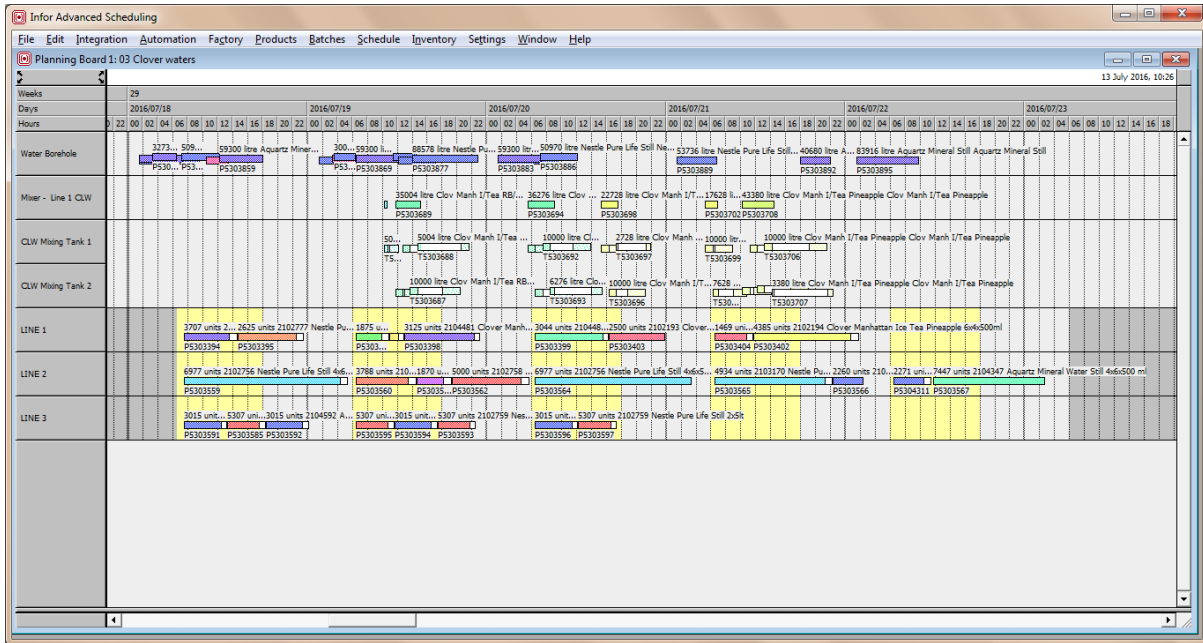 Infor Advanced Scheduling
File Edit Integration Automation Factory Products Batches Schedule Inventory Settings Window Help
Planning Board 1: 03 Clover waters
13 July 2016, 10:26
Weeks 29
Days 2016/07/18 2016/07/19 2016/07/20 2016/07/21 2016/07/22 2016/07/23
Hours 22 00 02 04 06 08 10 12 14 16 18 20 22 00 02 04 06 08 10 12 14 16 18 20 22 00 02 04 06 08 10 12 14 16 18 20 22 00 02 04 06 08 10 12 14 16 18 20 22 00 02 04 06 08 10 12 14 16 18 20 22 00 02 04 06 08 10 12 14 16 18
3273... 509... 59300 litre Aquartz Miner... 300... 59300 li... 88578 litre Nestle Pu... 59300 litr... 50970 litre Nestle Pure Life Still Ne... 53736 litre Nestle Pure Life Still... 40680 litre A... 83916 litre Aquartz Mineral Still Aquartz Mineral Still
Water Borehole
P530... P53... P5303859 P53... P5303869 P5303877 P5303883 P5303886 P5303889 P5303892 P5303895
35004 litre Clov Manh I/Tea RB/... 36276 litre Clov ... 22728 litre Clov Manh I/T... 17628 li... 43380 litre Clov Manh I/Tea Pineapple Clov Manh I/Tea Pineapple
Mixer - Line 1 CLW
P5303689 P5303694 P5303698 P5303702 P5303708
50... 5004 litre Clov Manh I/Tea ... 10000 litre Cl... 2728 litre Clov Manh ... 10000 litr... 10000 litre Clov Manh I/Tea Pineapple Clov Manh I/Tea Pineapple
CLW Mixing Tank 1
T5... T5303688 T5303692 T5303697 T5303699 T5303706
10000 litre Clov Manh I/Tea RB... 6276 litre Clo... 10000 litre Clov Manh I/T... 7628 ... 3380 litre Clov Manh I/Tea Pineapple Clov Manh I/Tea Pineapple
CLW Mixing Tank 2
T5303687 T5303693 T5303696 T530... T5303707
3707 units 2... 2625 units 2102777 Nestle Pu... 1875 u... 3125 units 2104481 Clover Manh... 3044 units 210448... 2500 units 2102193 Clover... 1469 uni... 4385 units 2102194 Clover Manhattan Ice Tea Pineapple 6x4x500ml
LINE 1
P5303394 P5303395 P5303... P5303398 P5303399 P5303403 P5303404 P5303402
6977 units 2102756 Nestle Pure Life Still 4x6... 3788 units 210... 1870 u... 5000 units 2102758 ... 6977 units 2102756 Nestle Pure Life Still 4x6x5... 4934 units 2103170 Nestle Pu... 2260 units 210... 2271 uni... 7447 units 2104347 Aquartz Mineral Water Still 4x6x500 ml
LINE 2
P5303559 P5303560 P53035... P5303562 P5303564 P5303565 P5303566 P5304311 P5303567
3015 unit... 5307 uni... 3015 units 2104592 A... 5307 uni... 3015 unit... 5307 units 2102759 Nes... 3015 unit... 5307 units 2102759 Nestle Pure Life Still 2x5lt
LINE 3
P5303591 P5303585 P5303592 P5303595 P5303594 P5303593 P5303596 P5303597